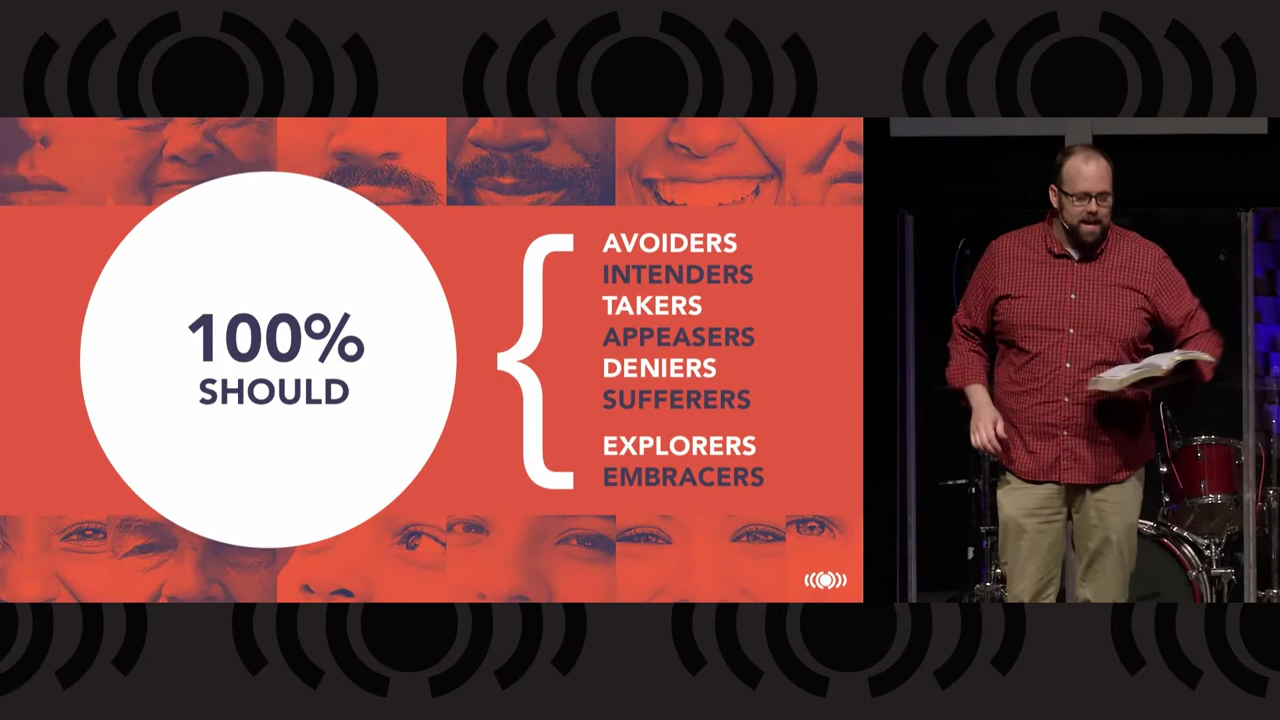 100%
SHOULD
AVOIDERS
INTENDERS
TAKERS
APPEASERS
DENIERS
SUFFERERS
EXPLORERS
EMBRACERS